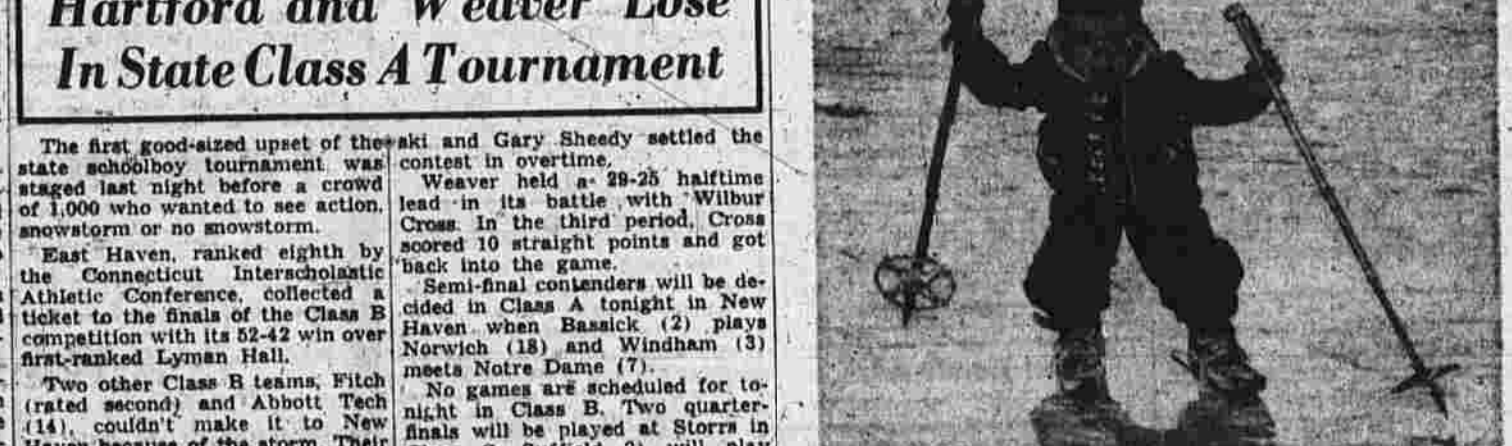 Hartford and Weaver Lose
In State Class A Tournament
The first good-sized upset of the
state schoolboy tournament was
staged last night before a crowd
of 1,000 who wanted to see action,
snowstorm or no snowstorm.
East Haven, ranked eighth by
the Connecticut Interscholastic
Athletic Conference, collected a
ticket to the finals of the Class B
competition with its 52-42 win over
first-ranked Lyman Hall.
Two other Class B teams, Fitch
(rated second) and Abbott Tech
(14), couldn't make it to New
Haven because of the storm. Their
ski and Gary Sheedy settled the
contest in overtime.
Weaver held a 29-25 halftime
lead in its battle with Wilbur
Cross. In the third period, Cross
scored 10 straight points and got
back into the game.
Semi-final contenders will be de-
cided in Class A tonight in New
Haven when Bassick (2) plays
Norwich (18) and Windham (3)
meets Notre Dame (7).
No games are scheduled for to-
night in Class B. Two quarter-
finals will be played at Storrs in
will play